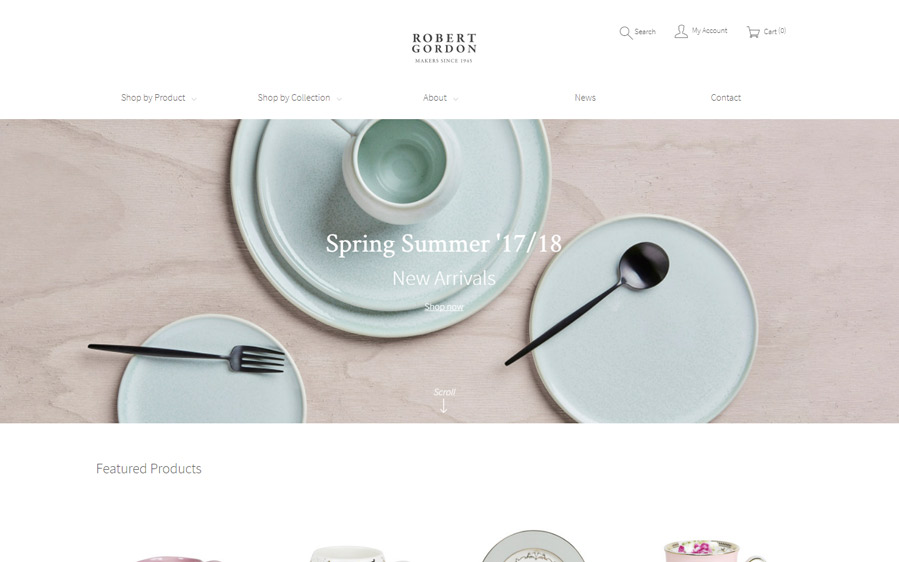 ROBERT
GORDON
MAKERS SINCE 1945
Search
My Account
Cart (0)
Shop by Product
Shop by Collection
About
News
Contact
Spring Summer '17/18
New Arrivals
Shop now
Scroll
Featured Products